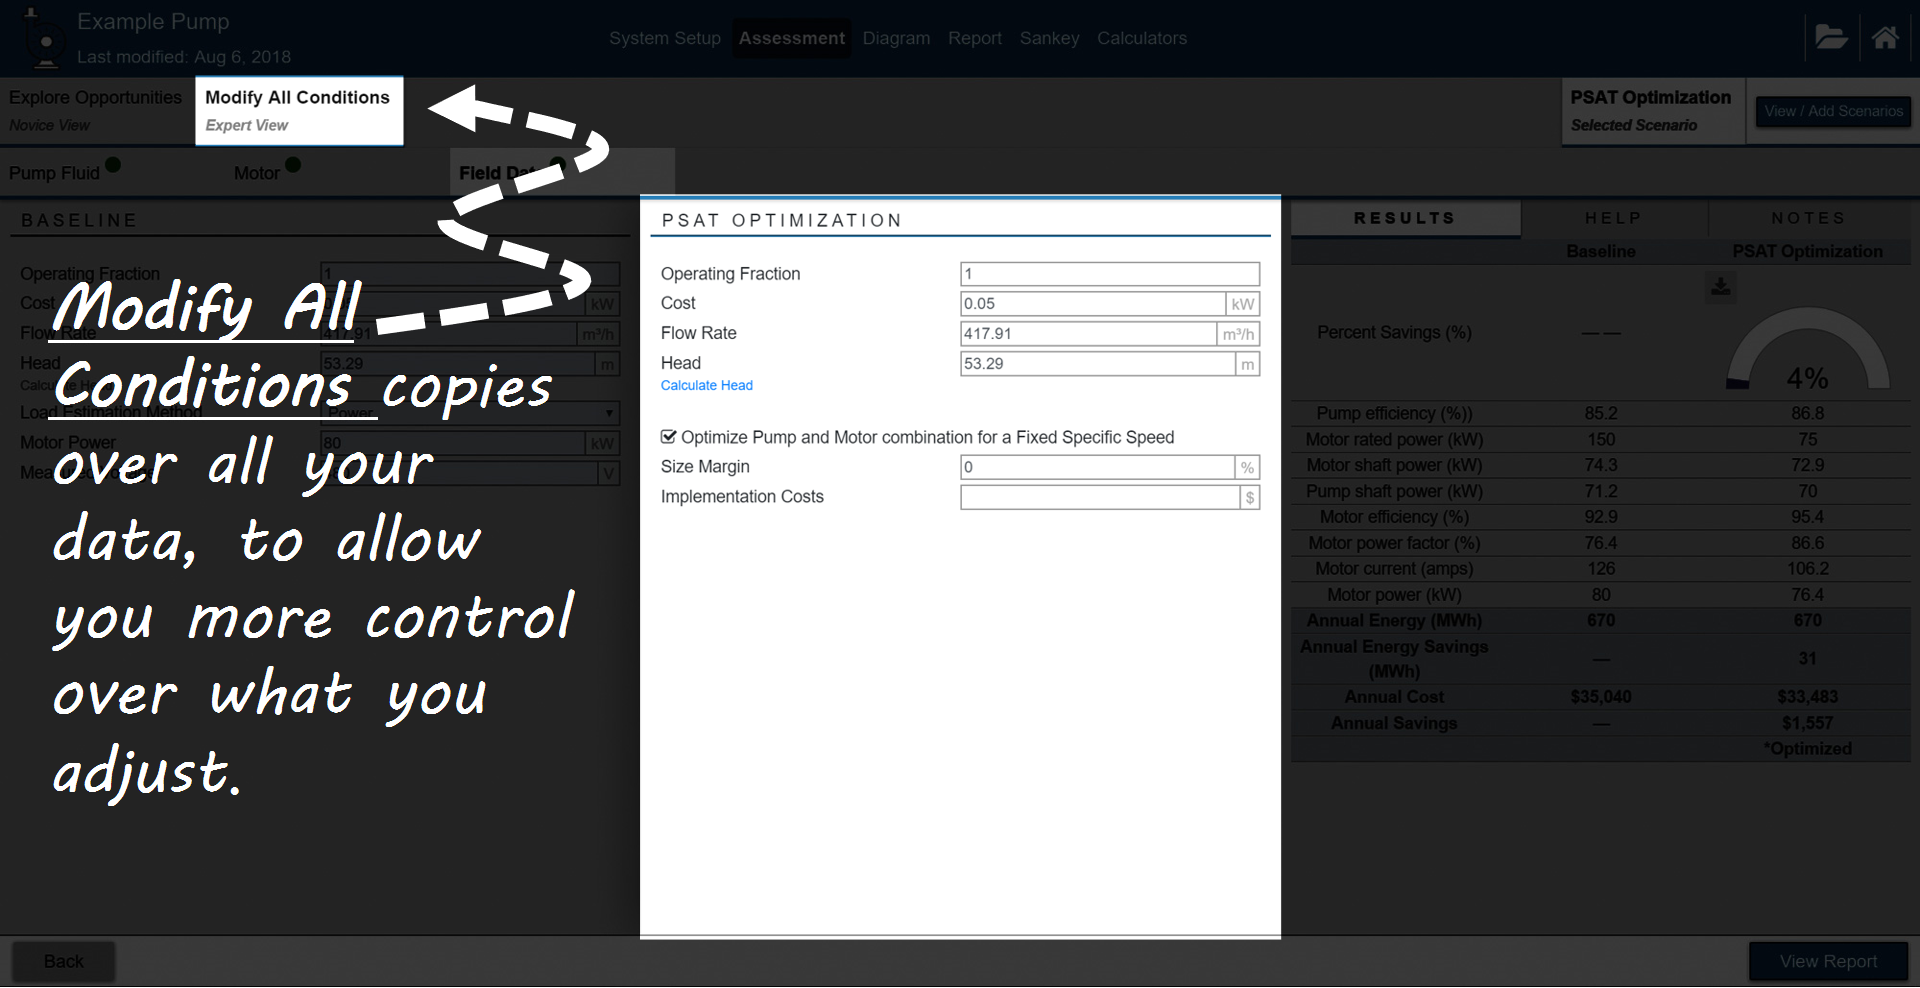 Example Pump
Last modified: Aug 6, 2018
System Setup Assessment Diagram Report Sankey Calculators
Explore Opportunities
Novice View
Modify All Conditions
Expert View
PSAT Optimization
Selected Scenario
View / Add Scenarios
Pump Fluid
Motor
Field Dat
BASELINE
Operating Fraction 1
Cost kW
Flow Rate 417.91 m³/h
Head 53.29 m
Calculate Head
Load Estimation Method Power
Motor Power 80 kW
V
Modify All
Conditions copies
over all your
data, to allow
you more control
over what you
adjust.
PSAT OPTIMIZATION
Operating Fraction 1
Cost 0.05 kW
Flow Rate 417.91 m³/h
Head 53.29 m
Calculate Head
Optimize Pump and Motor combination for a Fixed Specific Speed
Size Margin 0 %
Implementation Costs $
RESULTS HELP NOTES
Baseline PSAT Optimization
Percent Savings (%) — — 4%
Pump efficiency (%)) 85.2 86.8
Motor rated power (kW) 150 75
Motor shaft power (kW) 74.3 72.9
Pump shaft power (kW) 71.2 70
Motor efficiency (%) 92.9 95.4
Motor power factor (%) 76.4 86.6
Motor current (amps) 126 106.2
Motor power (kW) 80 76.4
Annual Energy (MWh) 670 670
Annual Energy Savings
(MWh) — 31
Annual Cost $35,040 $33,483
Annual Savings — $1,557
*Optimized
Back
View Report